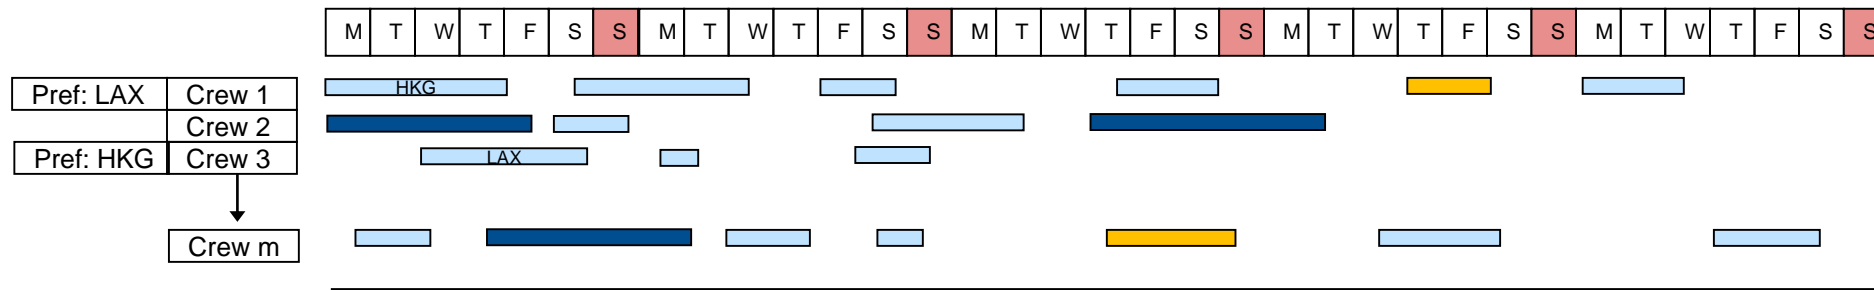 M T W T F S S M T W T F S S M T W T F S S M T W T F S S M T W T F S S
Pref: LAX Crew 1 HKG
Crew 2
Pref: HKG Crew 3 LAX
Crew m